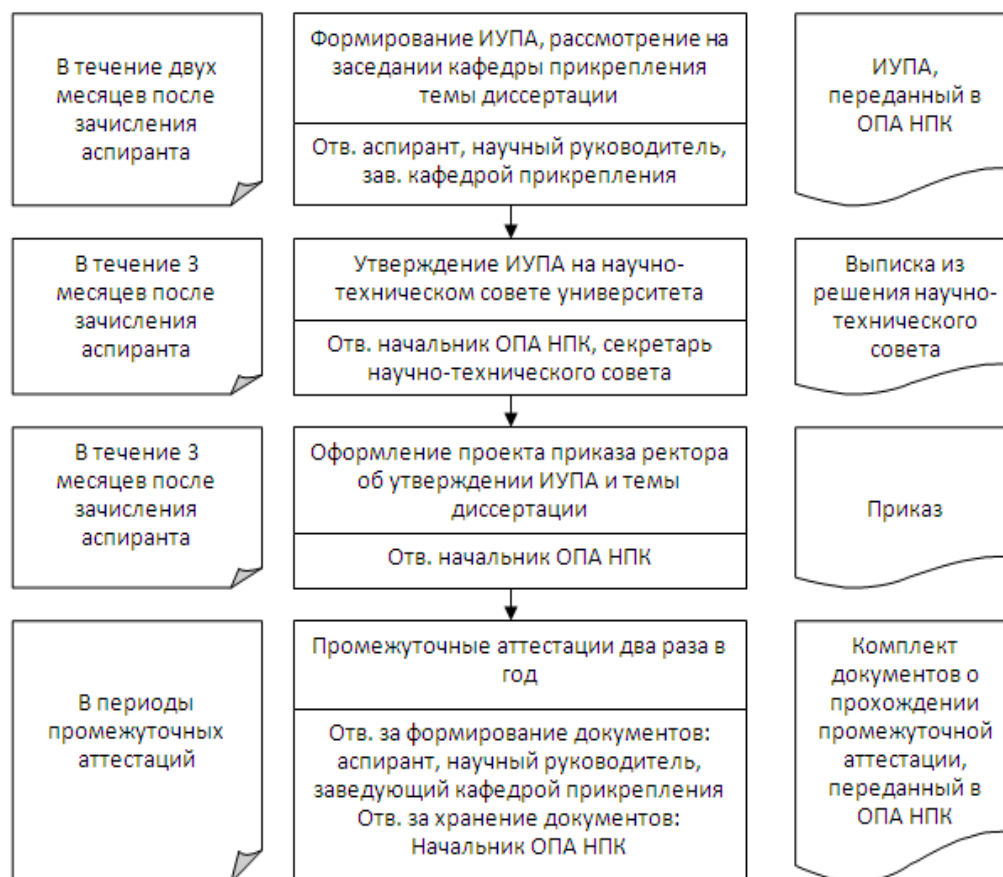 В течение двух
месяцев после
зачисления
аспиранта
Формирование ИУПА, рассмотрение на
заседании кафедры прикрепления
темы диссертации
Отв. аспирант, научный руководитель,
зав. кафедрой прикрепления
ИУПА,
переданный в
ОПА НПК
В течение 3
месяцев после
зачисления
аспиранта
Утверждение ИУПА на научно-
техническом совете университета
Отв. начальник ОПА НПК, секретарь
научно-технического совета
Выписка из
решения научно-
технического
совета
В течение 3
месяцев после
зачисления
аспиранта
Оформление проекта приказа ректора
об утверждении ИУПА и темы
диссертации
Отв. начальник ОПА НПК
Приказ
В периоды
промежуточных
аттестаций
Промежуточные аттестации два раза в
год
Отв. за формирование документов:
аспирант, научный руководитель,
заведующий кафедрой прикрепления
Отв. за хранение документов:
Начальник ОПА НПК
Комплект
документов о
прохождении
промежуточной
аттестации,
переданный в
ОПА НПК